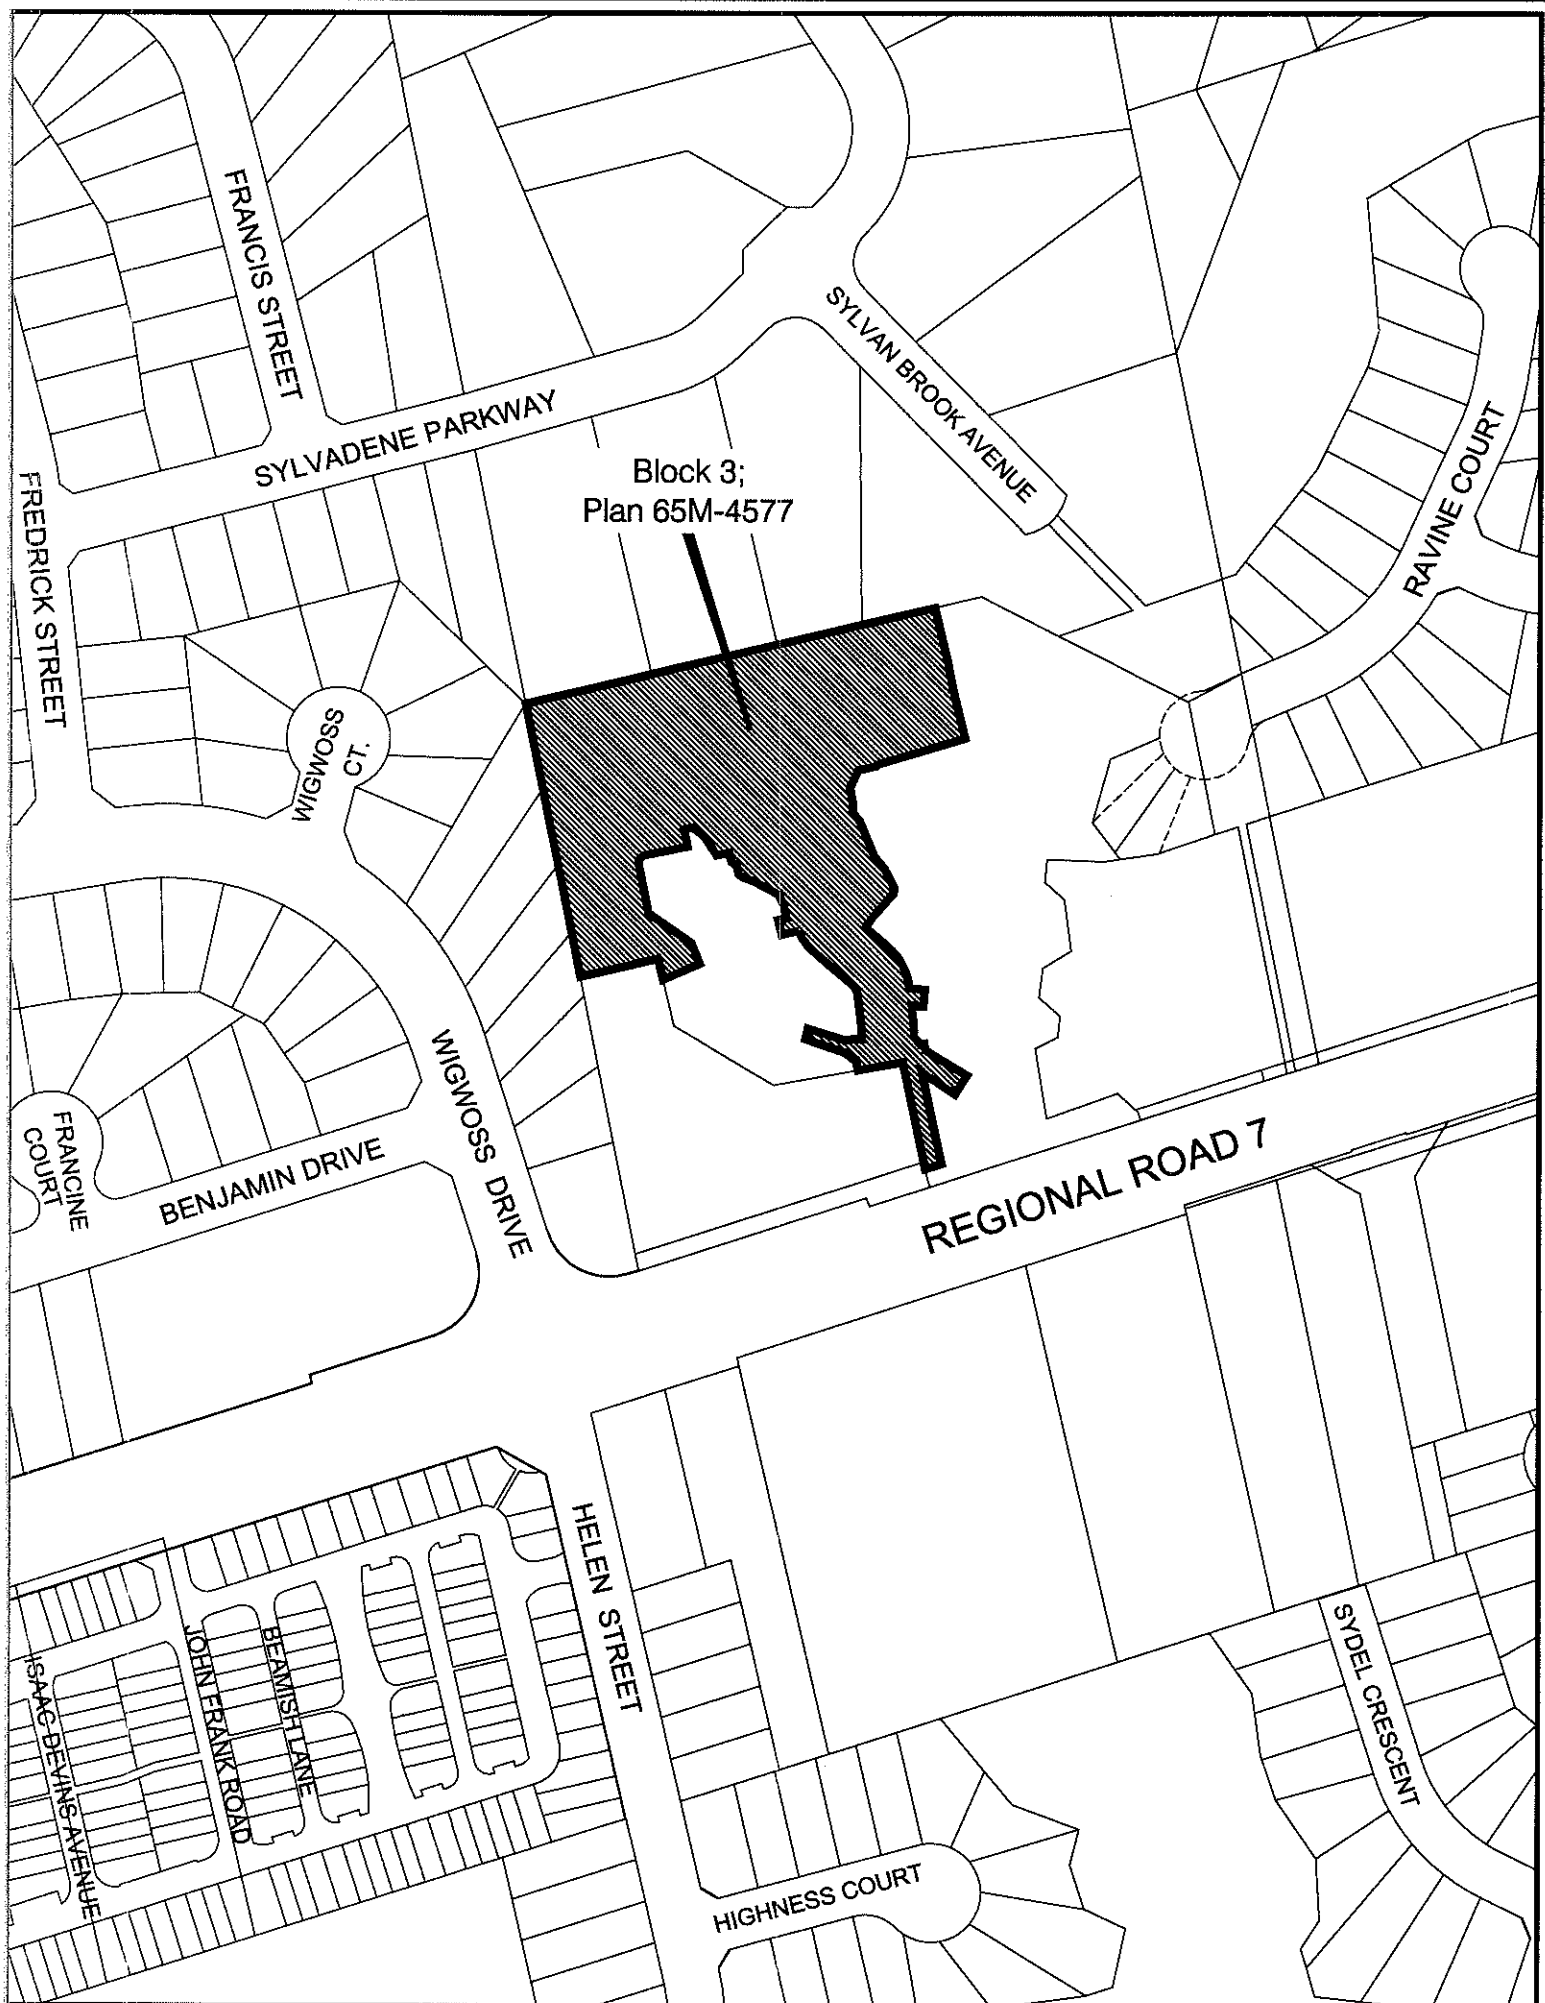 FRANCIS STREET
SYLVAN BROOK AVENUE
SYLVADENE PARKWAY
RAVINE COURT
Block 3;
Plan 65M-4577
FREDRICK STREET
WIGWOSS
CT.
WIGWOSS DRIVE
FRANCINE
COURT
BENJAMIN DRIVE
REGIONAL ROAD 7
HELEN STREET
SYDEL CRESCENT
ISAAC DEVINS AVENUE
JOHN FRANK ROAD
BEAMISH LANE
HIGHNESS COURT